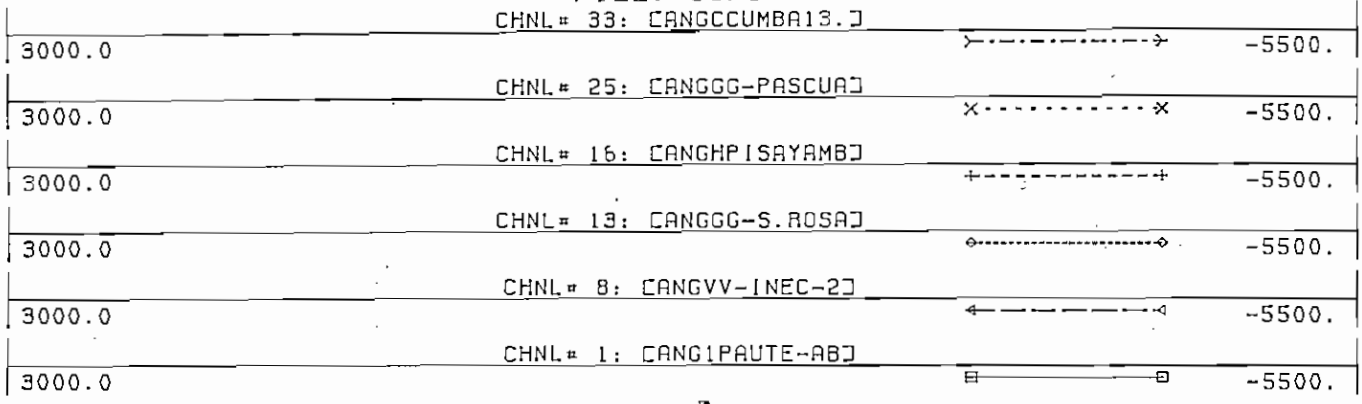 CHNL# 33: [ANGCCUMBA13.]
3000.0 -5500.
CHNL# 25: [ANGGG-PASCUA]
3000.0 -5500.
CHNL# 16: [ANGHPISAYAMB]
3000.0 -5500.
CHNL# 13: [ANGGG-S.ROSA]
3000.0 -5500.
CHNL# 8: [ANGVV-INEC-2]
3000.0 -5500.
CHNL# 1: [ANG1PAUTE-AB]
3000.0 -5500.